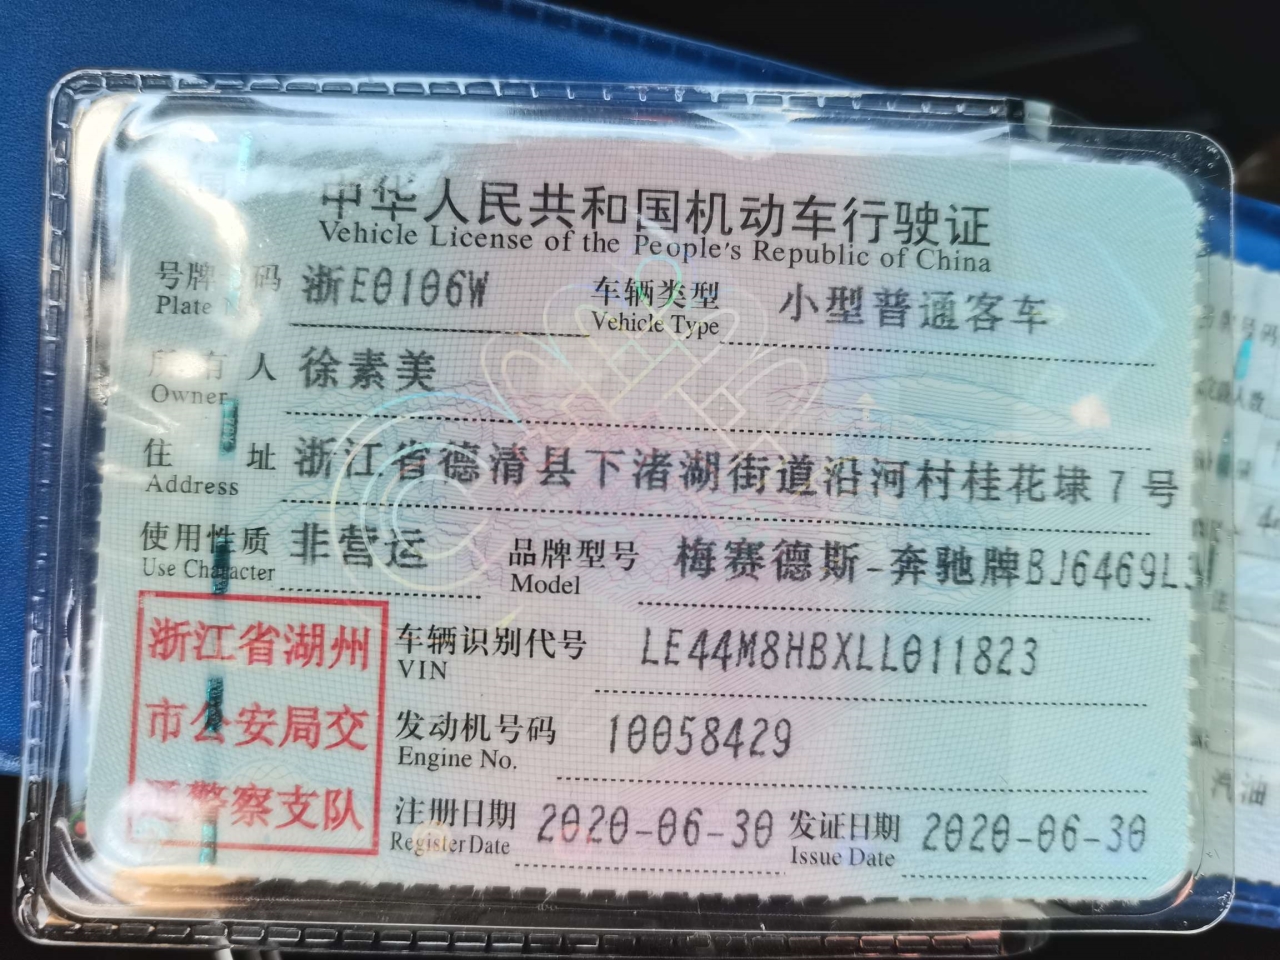 中华人民共和国机动车行驶证
Vehicle License of the People's Republic of China
号牌 码 浙E0106W 车辆类型 小型普通客车
Plate Vehicle Type
所有人 徐素美
Owner
住址 浙江省德清县下渚湖街道沿河村桂花埭7号
Address
使用性质 非营运 品牌型号 梅赛德斯-奔驰牌BJ6469L
Use Character Model
浙江省湖州
市公安局交
通警察支队
车辆识别代号 LE44M8HBXLL011823
VIN
发动机号码 10058429
Engine No.
注册日期 2020-06-30 发证日期 2020-06-30
Register Date Issue Date
号码
人数
汽油